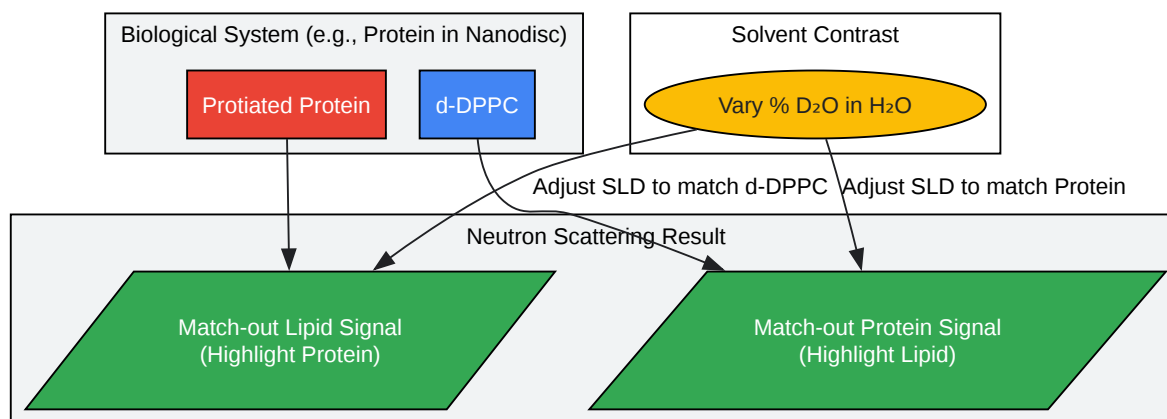 Biological System (e.g., Protein in Nanodisc)
Solvent Contrast
Protiated Protein
d-DPPC
Vary % D₂O in H₂O
Adjust SLD to match d-DPPC
Adjust SLD to match Protein
Neutron Scattering Result
Match-out Lipid Signal
(Highlight Protein)
Match-out Protein Signal
(Highlight Lipid)